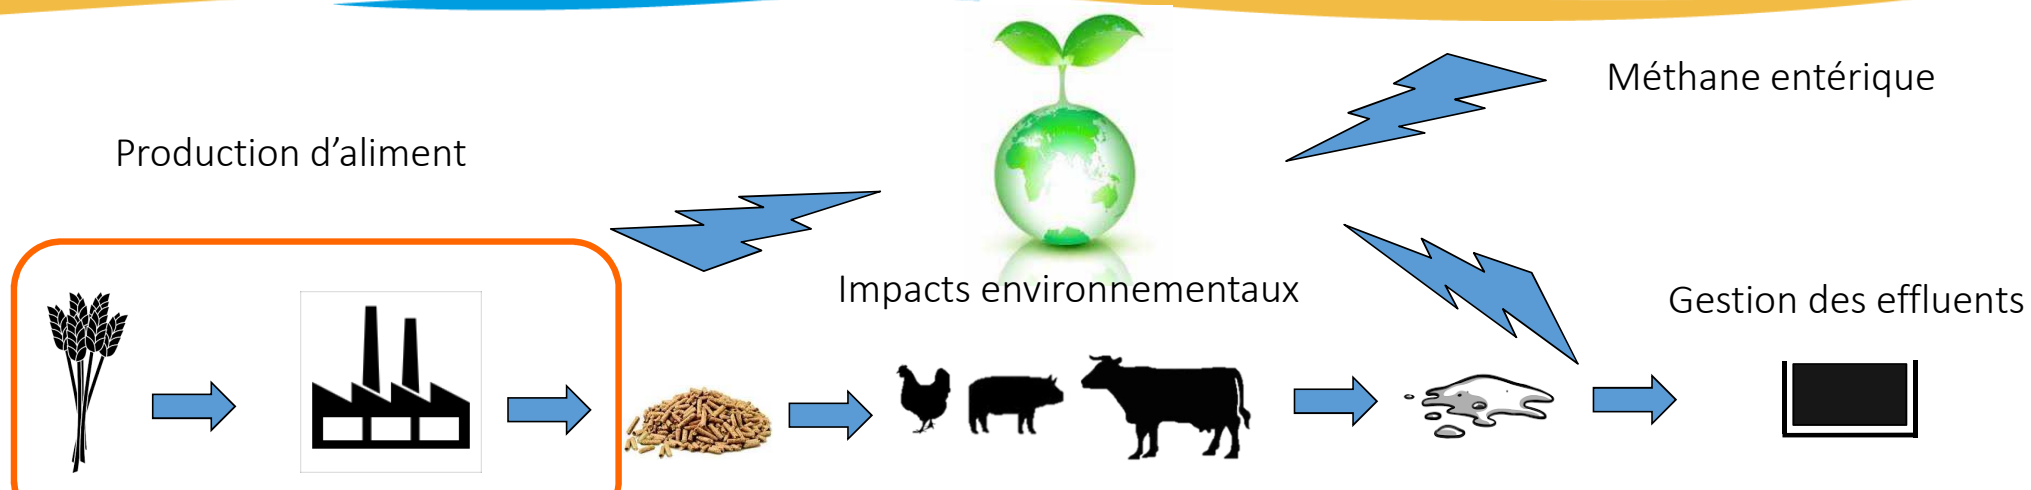 Méthane entérique
Production d’aliment
Impacts environnementaux
Gestion des effluents